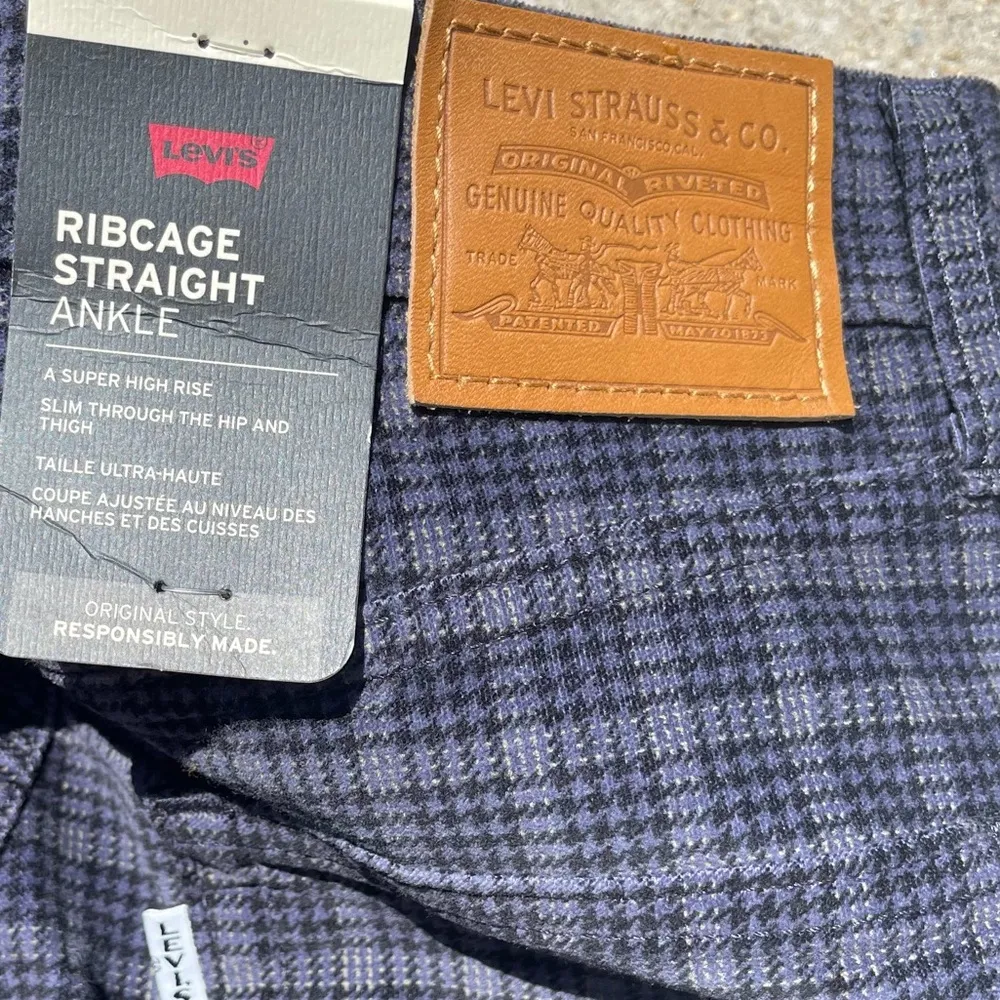 Levi's
RIBCAGE
STRAIGHT
ANKLE
A SUPER HIGH RISE
SLIM THROUGH THE HIP AND
THIGH
TAILLE ULTRA-HAUTE
COUPE AJUSTÉE AU NIVEAU DES
HANCHES ET DES CUISSES
ORIGINAL STYLE.
RESPONSIBLY MADE.
LEVI STRAUSS & CO.
SAN FRANCISCO, CAL.
ORIGINAL RIVETED
GENUINE QUALITY CLOTHING
TRADE MARK
PATENTED MAY 20 1873
LEVI'S